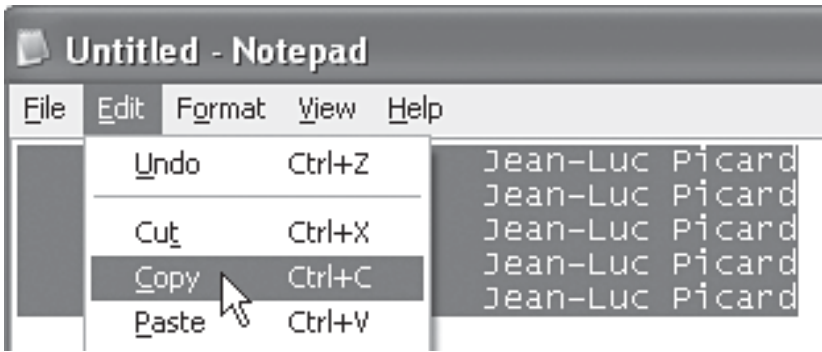 Untitled - Notepad
File Edit Format View Help
Undo Ctrl+Z
Cut Ctrl+X
Copy Ctrl+C
Paste Ctrl+V
Jean-Luc Picard
Jean-Luc Picard
Jean-Luc Picard
Jean-Luc Picard
Jean-Luc Picard